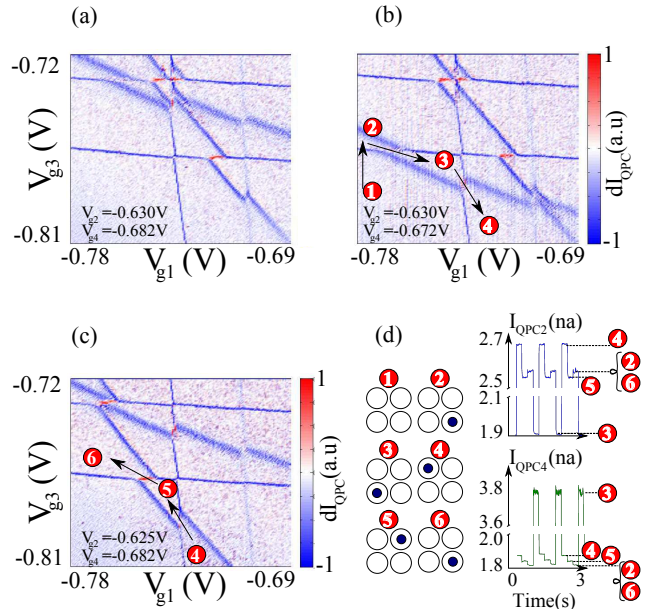 (a)
-0.72
V_g3 (V)
-0.81
V_g2 =-0.630V
V_g4 =-0.682V
-0.78
V_g1 (V)
-0.69
(b)
2
3
1
4
V_g2 =-0.630V
V_g4 =-0.672V
-0.78
V_g1 (V)
-0.69
1
dI_QPC(a.u)
-1
(c)
-0.72
V_g3 (V)
-0.81
6
5
4
V_g2 =-0.625V
V_g4 =-0.682V
-0.78
V_g1 (V)
-0.69
1
dI_QPC(a.u)
-1
(d)
1 2
3 4
5 6
I_QPC2(na)
2.7
2.5
2.1
1.9
4
2
5
6
3
I_QPC4(na)
3.8
3.6
2.0
1.8
3
4 5
2
6
0 3
Time(s)